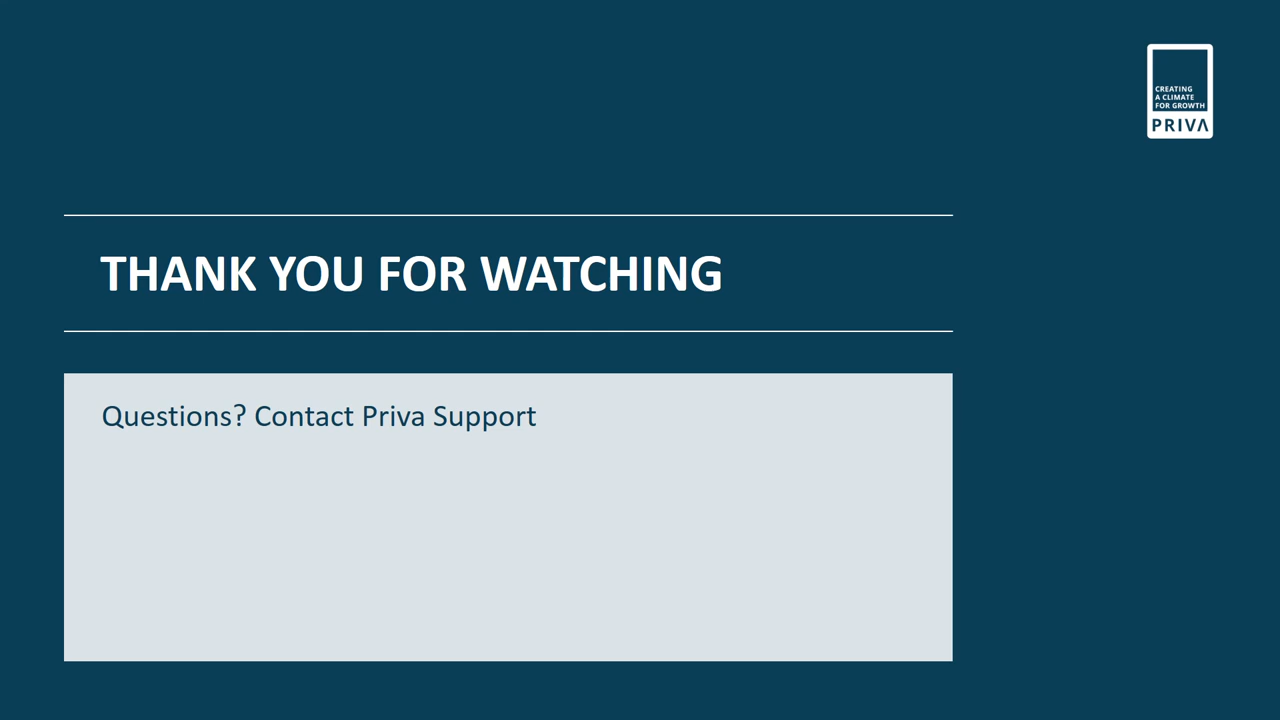 CREATING
A CLIMATE
FOR GROWTH
PRIVA
THANK YOU FOR WATCHING
Questions? Contact Priva Support